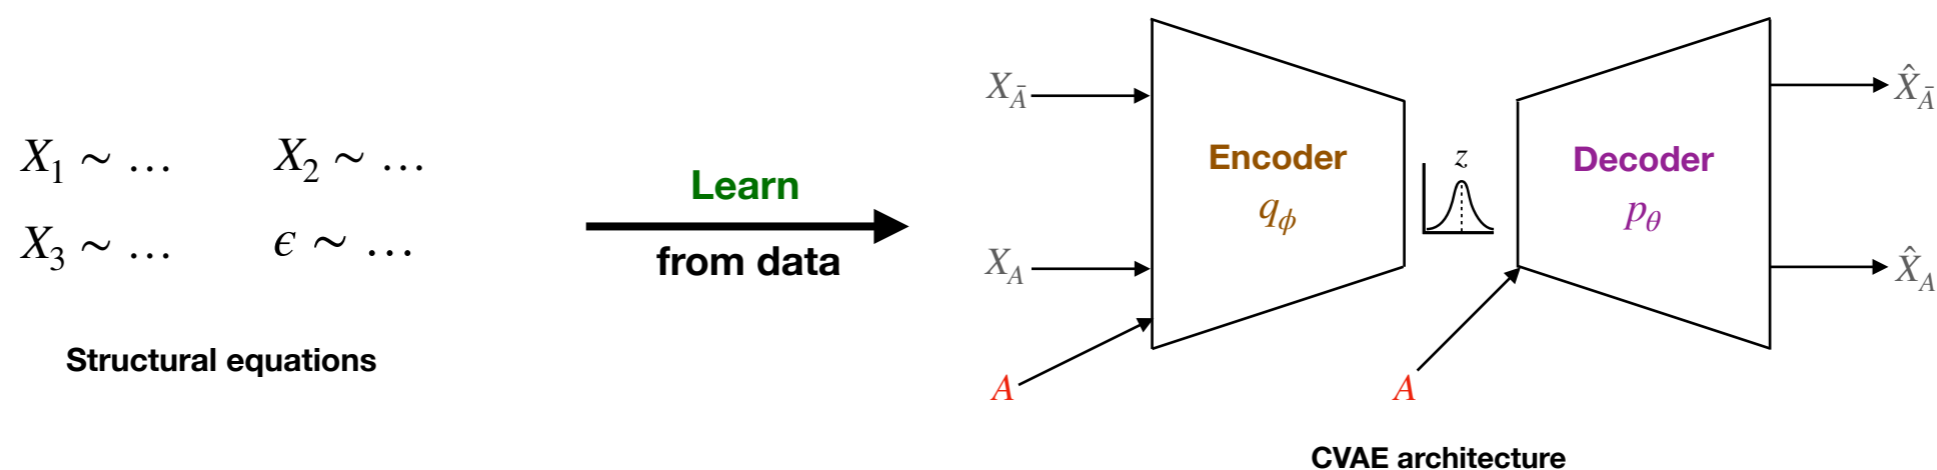 X₁ ∼ … X₂ ∼ …
X₃ ∼ … ϵ ∼ …
Structural equations
Learn
from data
X_Ā
X_A
A
Encoder
q_ϕ
z
A
Decoder
p_θ
X̂_Ā
X̂_A
CVAE architecture